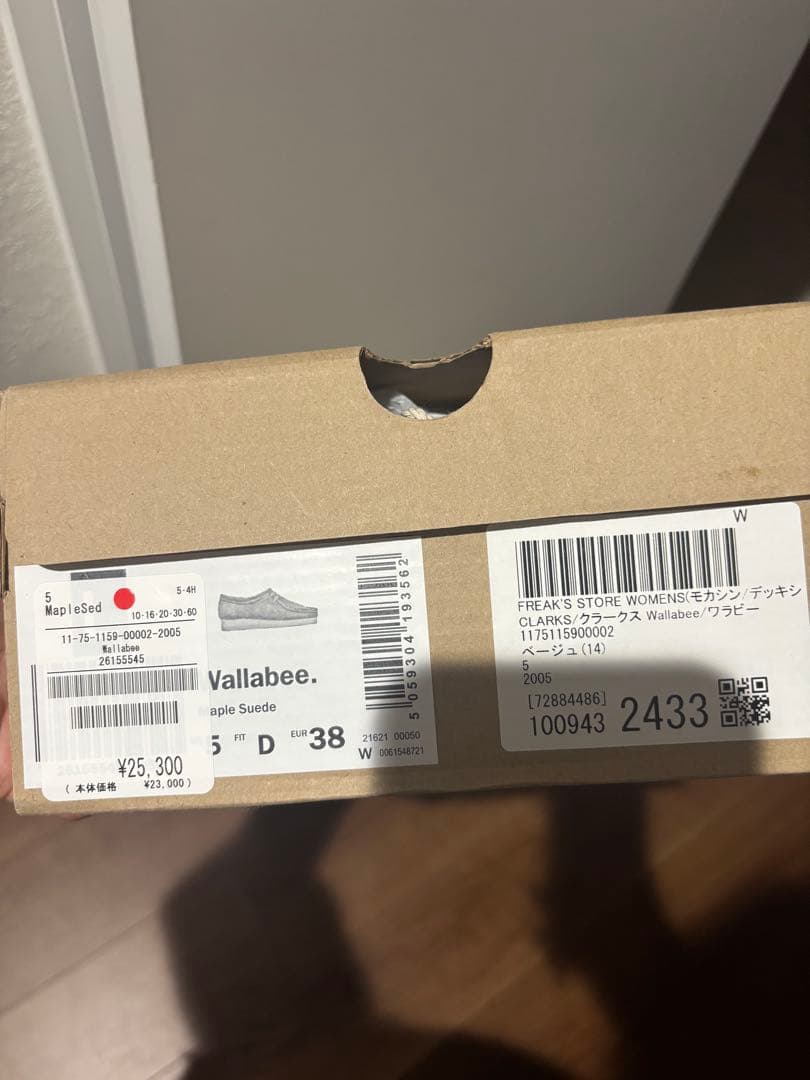 5
5-4H
MapleSed
10-16-20-30-60
11-75-1159-00002-2005
Wallabee
26155545
¥25,300
(本体価格 ¥23,000)
Wallabee.
aple Suede
5 FIT D EUR 38
21621 00050
W 0061548721
5 059304 193562
W
FREAK'S STORE WOMENS(モカシン/デッキシ
CLARKS/クラークス Wallabee/ワラビー
1175115900002
ベージュ(14)
5
2005
[72884486]
100943 2433